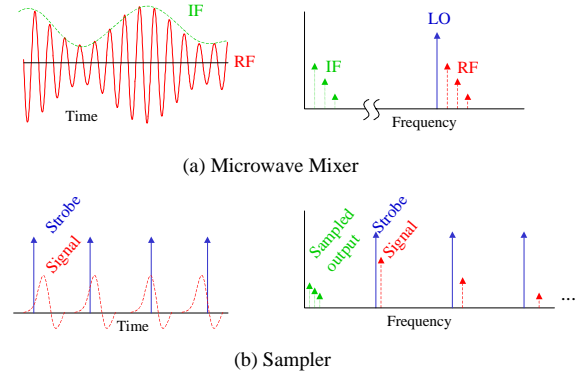 IF
RF
Time
LO
IF
RF
Frequency
(a) Microwave Mixer
Strobe
Signal
Time
Sampled
output
Strobe
Signal
...
Frequency
(b) Sampler